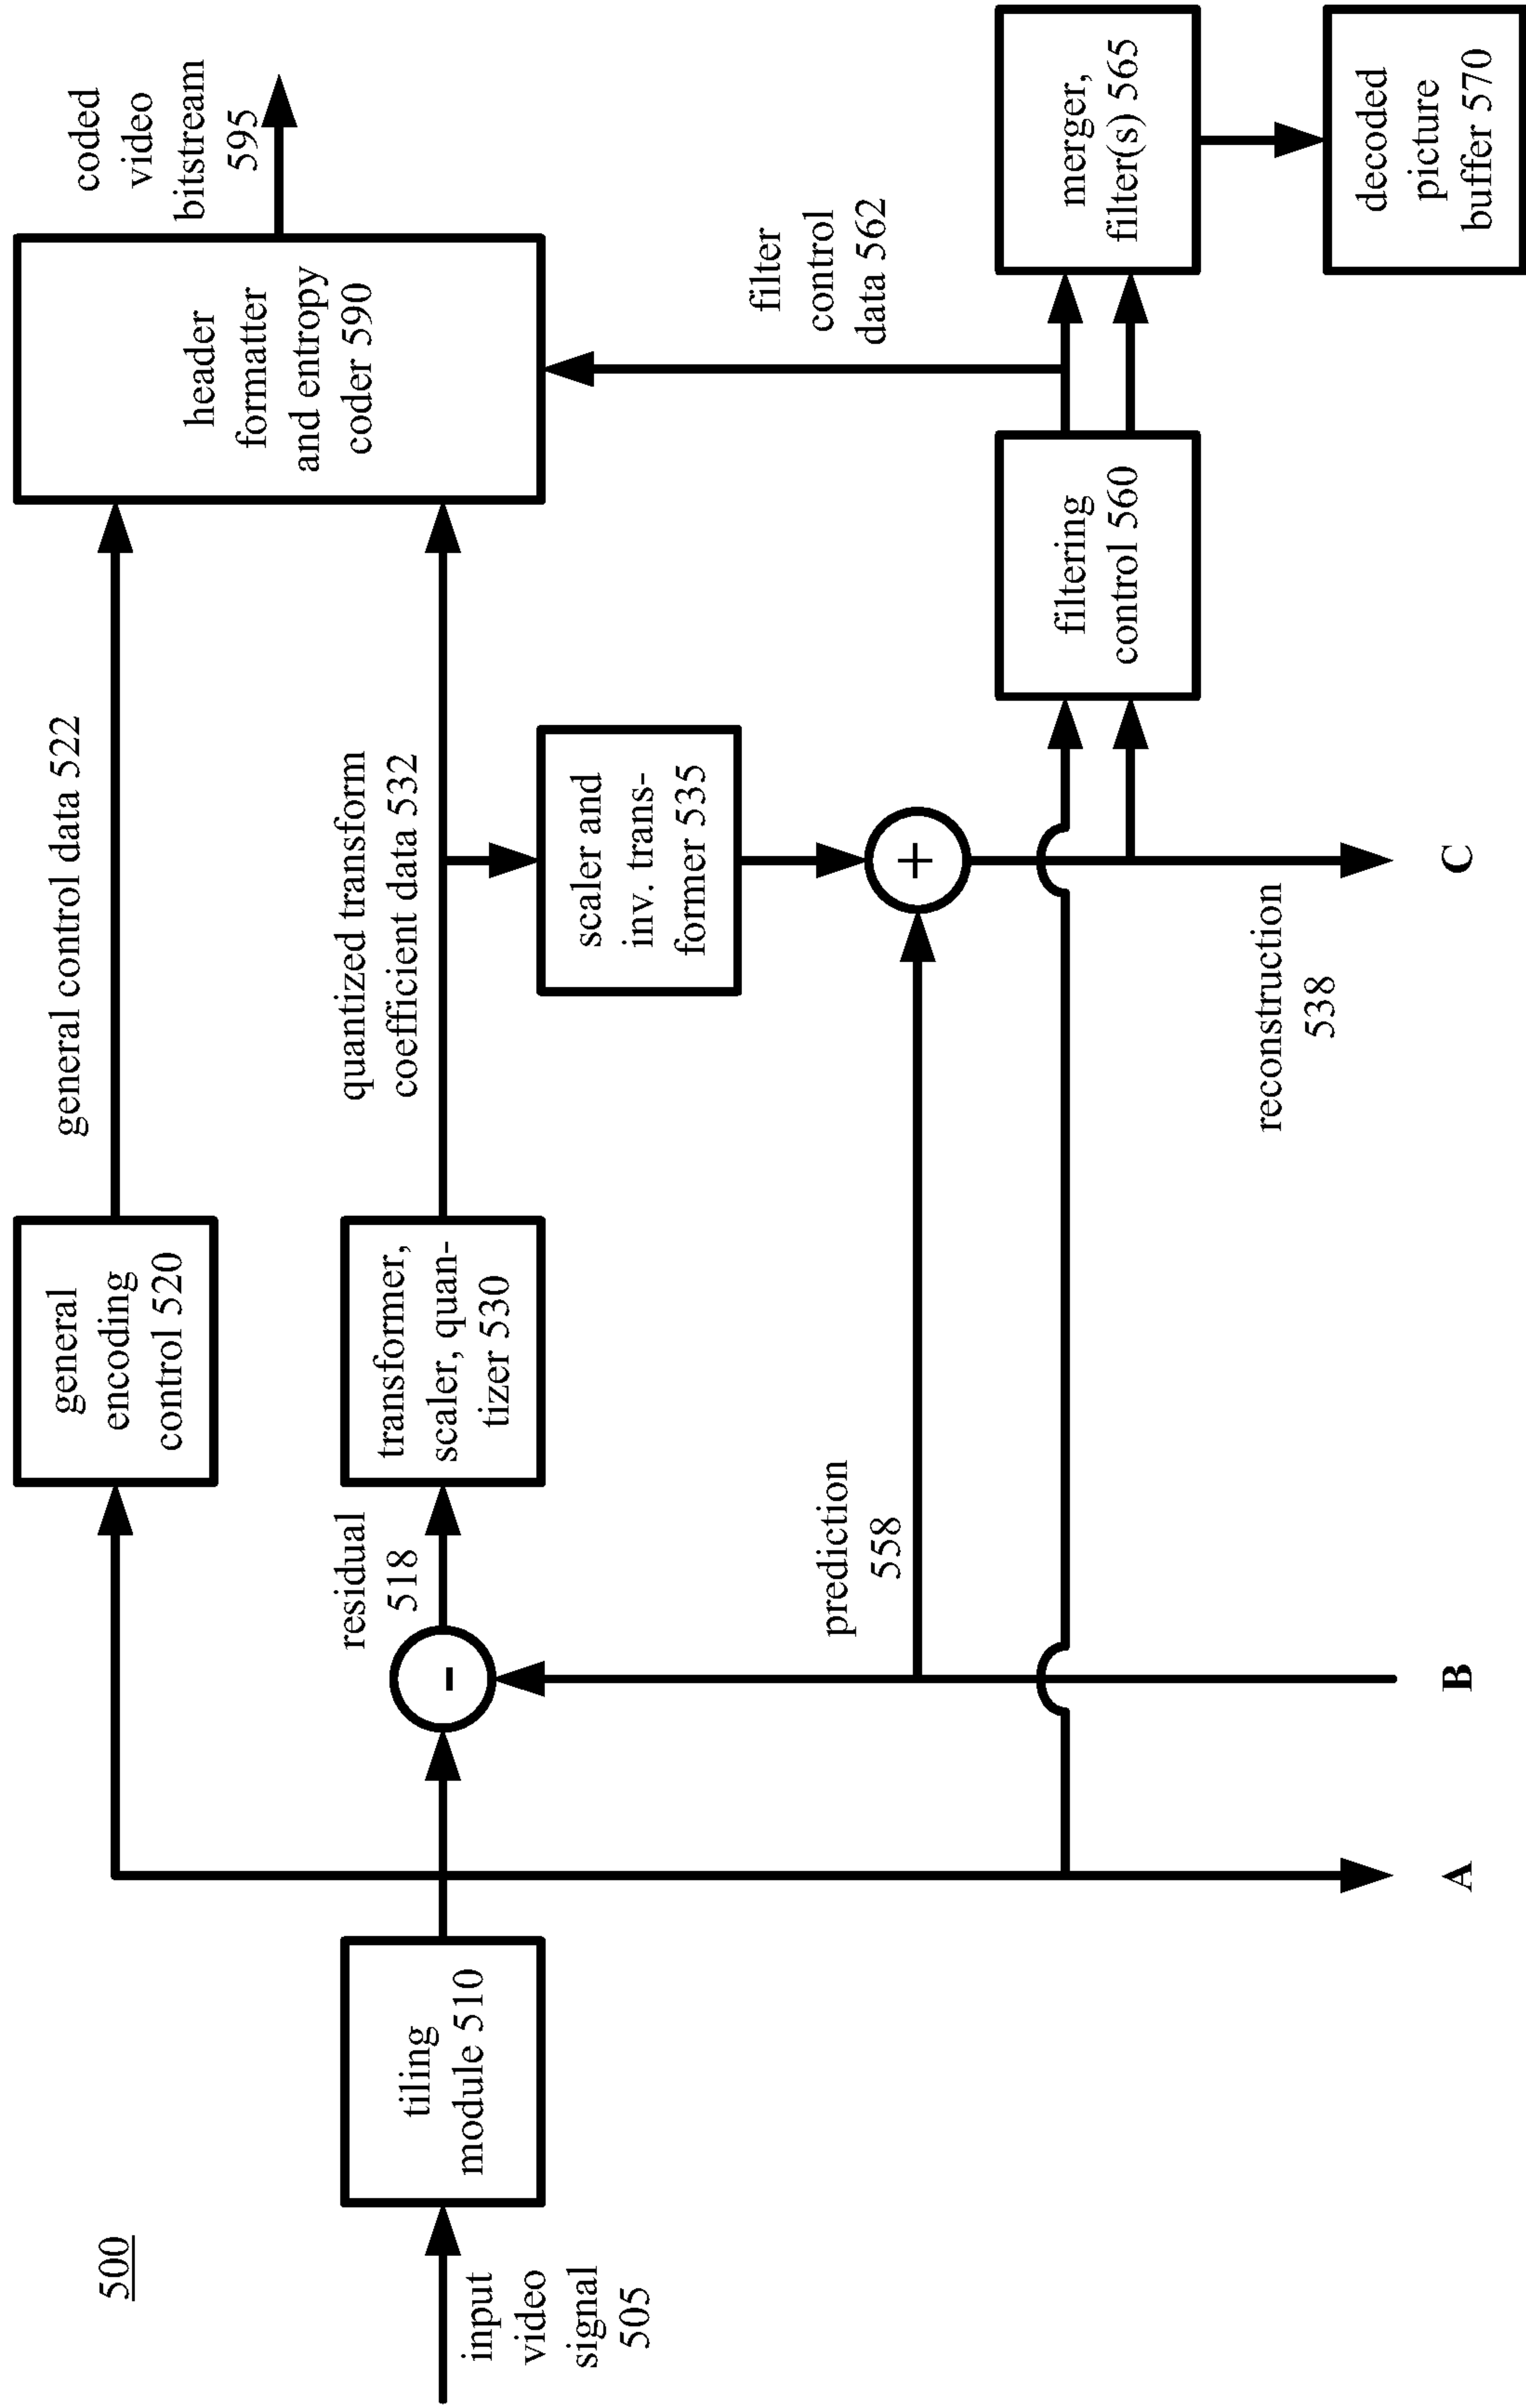 500
input
video
signal
505
tiling
module 510
general
encoding
control 520
general control data 522
residual
518
transformer,
scaler, quan-
tizer 530
quantized transform
coefficient data 532
header
formatter
and entropy
coder 590
coded
video
bitstream
595
scaler and
inv. trans-
former 535
-
+
prediction
558
filter
control
data 562
filtering
control 560
merger,
filter(s) 565
decoded
picture
buffer 570
reconstruction
538
A
B
C